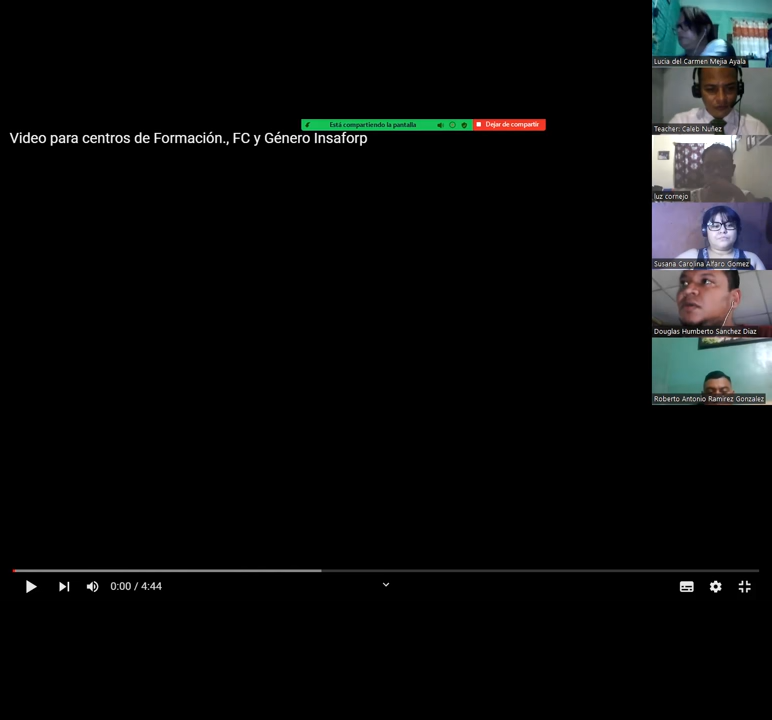 Lucia del Carmen Mejia Ayala
Está compartiendo la pantalla
Dejar de compartir
Teacher: Caleb Nuñez
Video para centros de Formación., FC y Género Insaforp
luz cornejo
Susana Carolina Alfaro Gomez
Douglas Humberto Sánchez Diaz
Roberto Antonio Ramirez Gonzalez
0:00 / 4:44